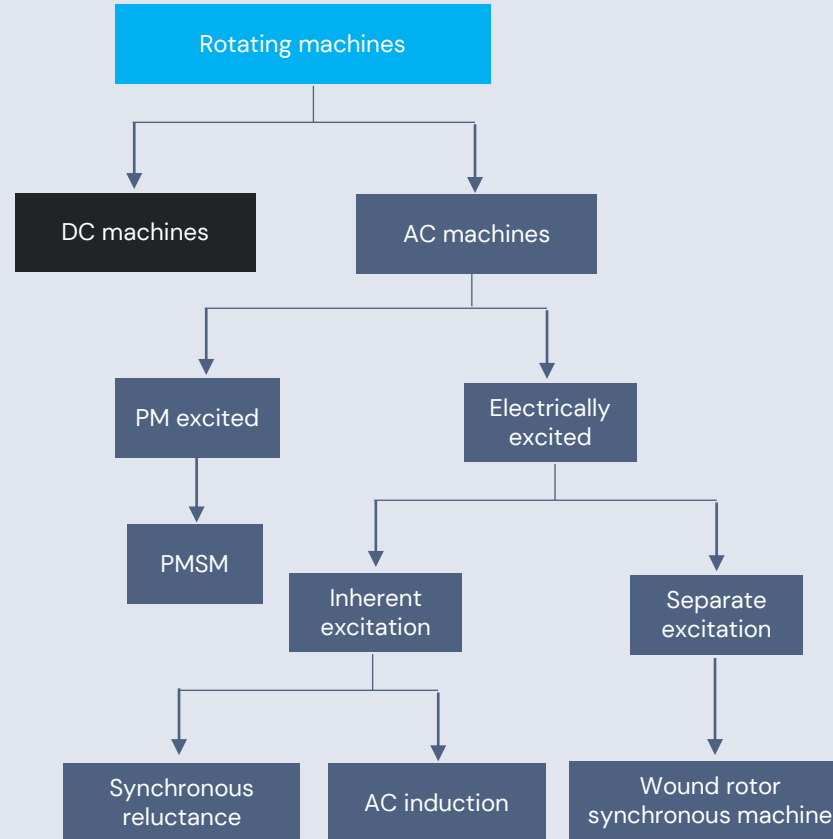 Rotating machines
DC machines
AC machines
PM excited
Electrically
excited
PMSM
Inherent
excitation
Separate
excitation
Synchronous
reluctance
AC induction
Wound rotor
synchronous machine